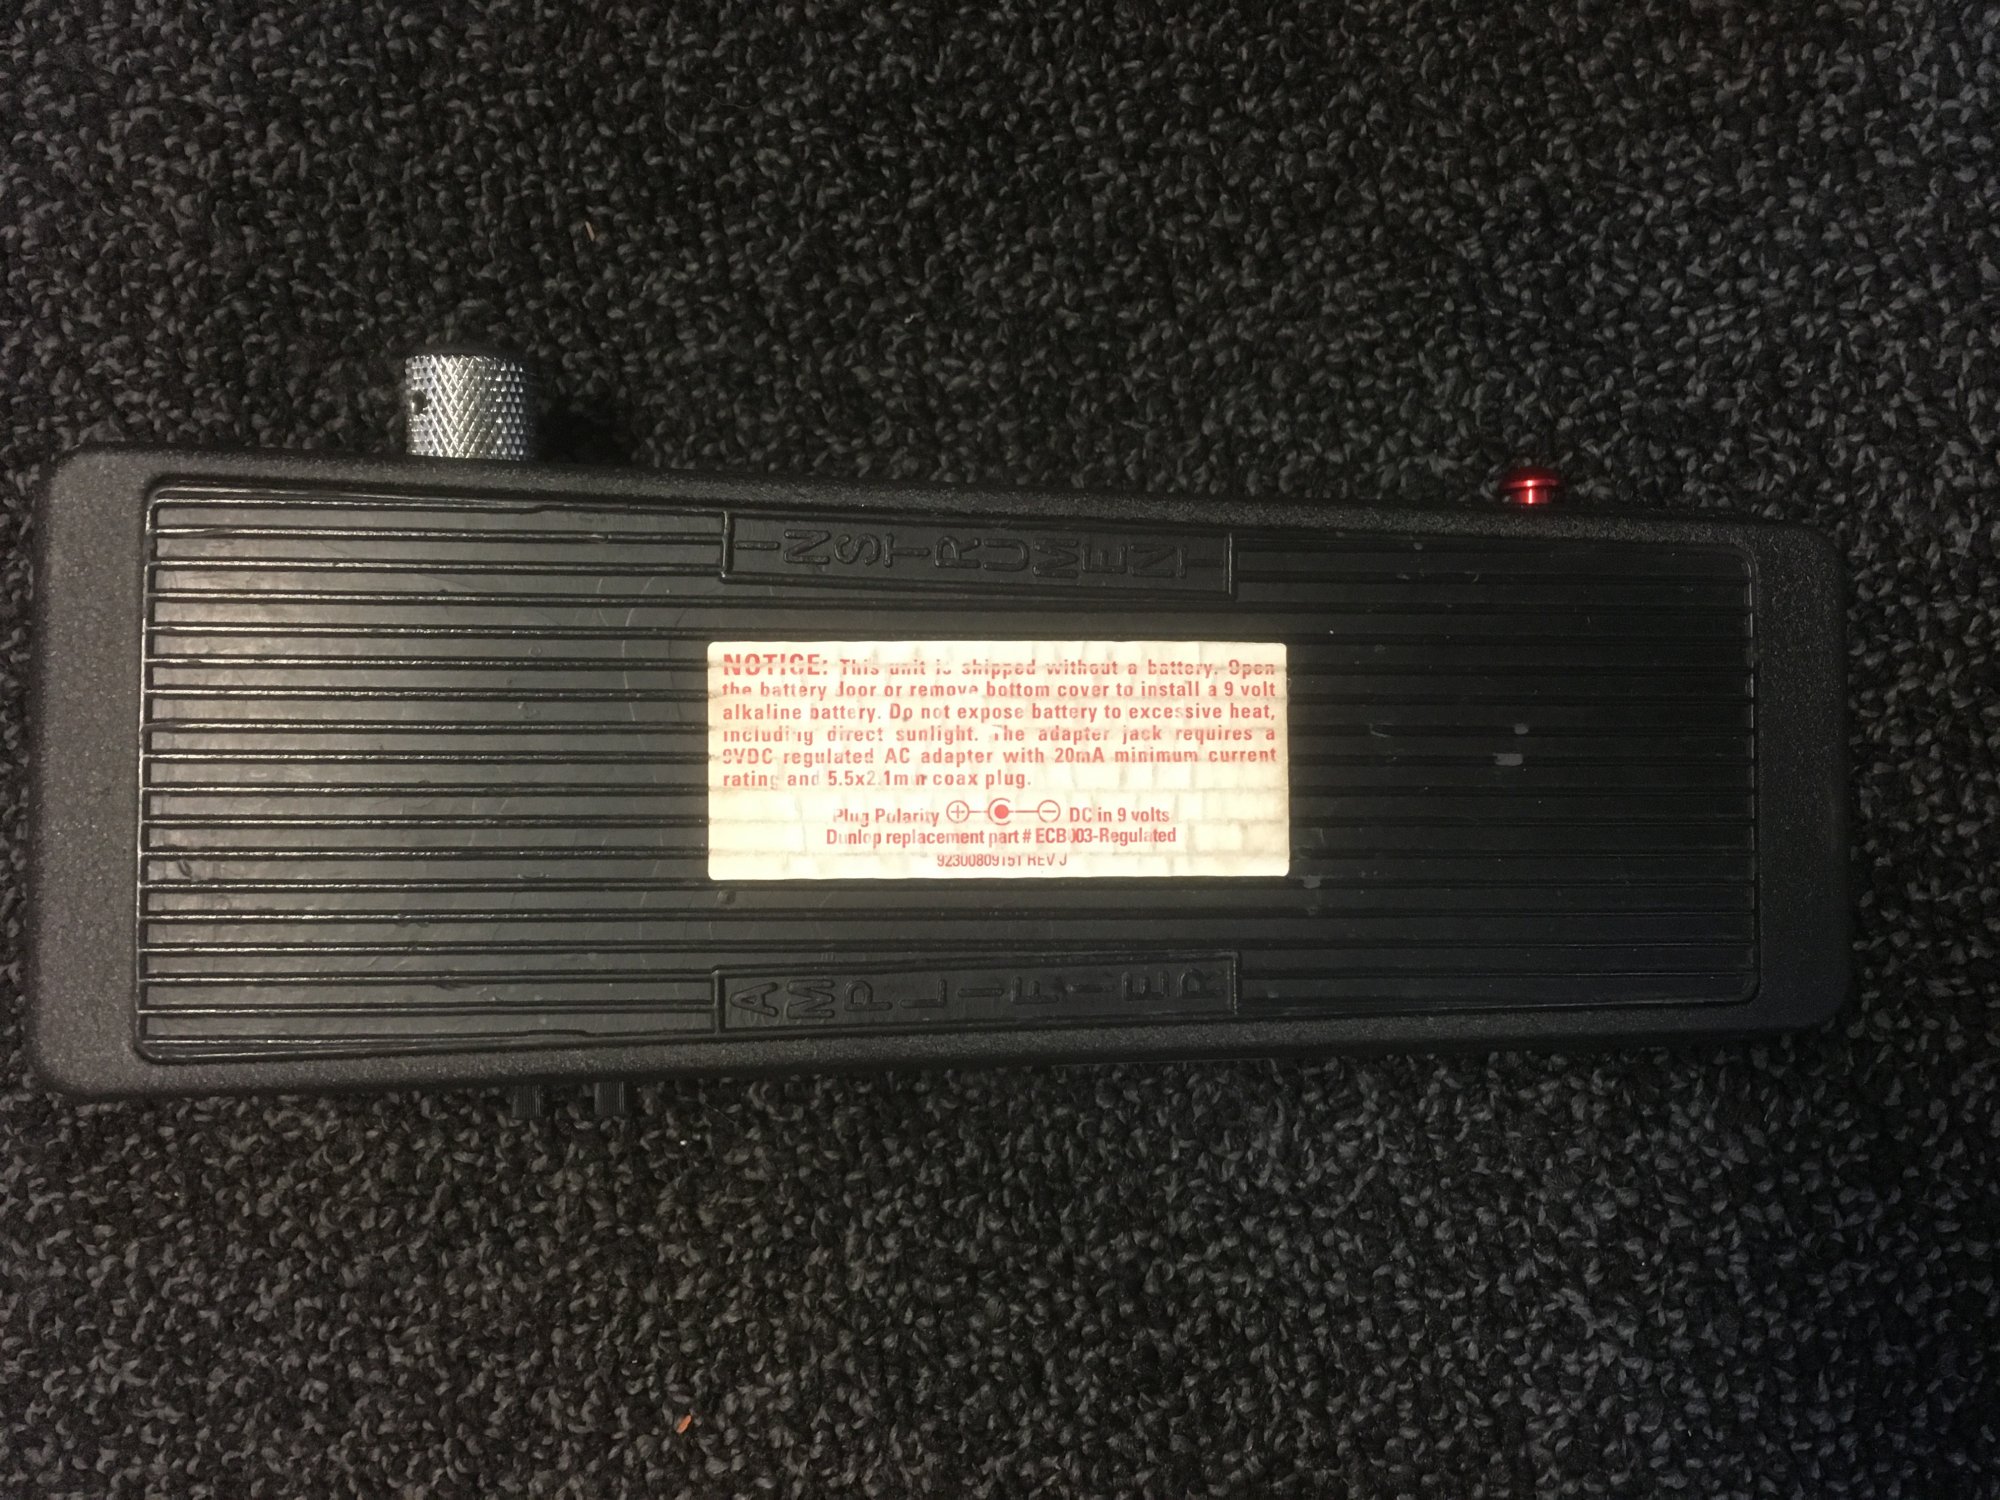 INSTRUMENT
NOTICE: This unit is shipped without a battery. Open
the battery door or remove bottom cover to install a 9 volt
alkaline battery. Do not expose battery to excessive heat,
including direct sunlight. The adapter jack requires a
9VDC regulated AC adapter with 20mA minimum current
rating and 5.5x2.1mm coax plug.
Plug Polarity + - DC in 9 volts
Dunlop replacement part # ECB003-Regulated
92300809151 REV J
AMPLIFIER